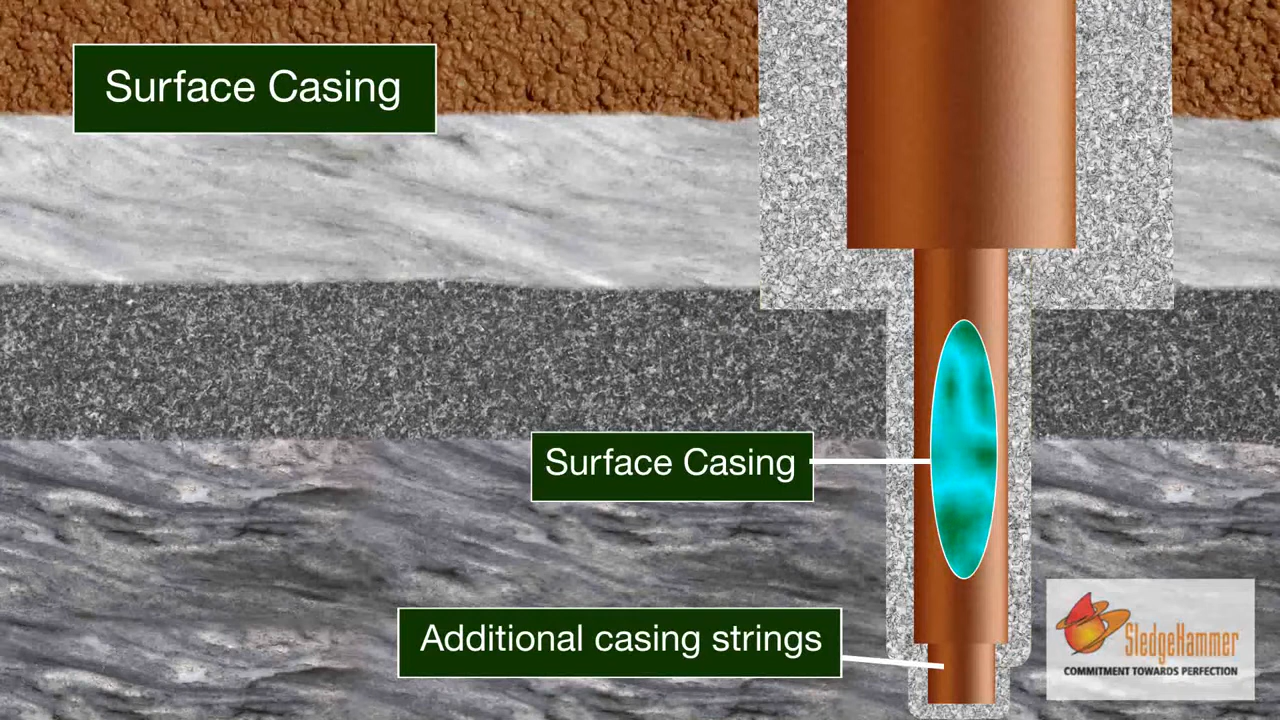 Surface Casing
Surface Casing
Additional casing strings
SledgeHammer
COMMITMENT TOWARDS PERFECTION